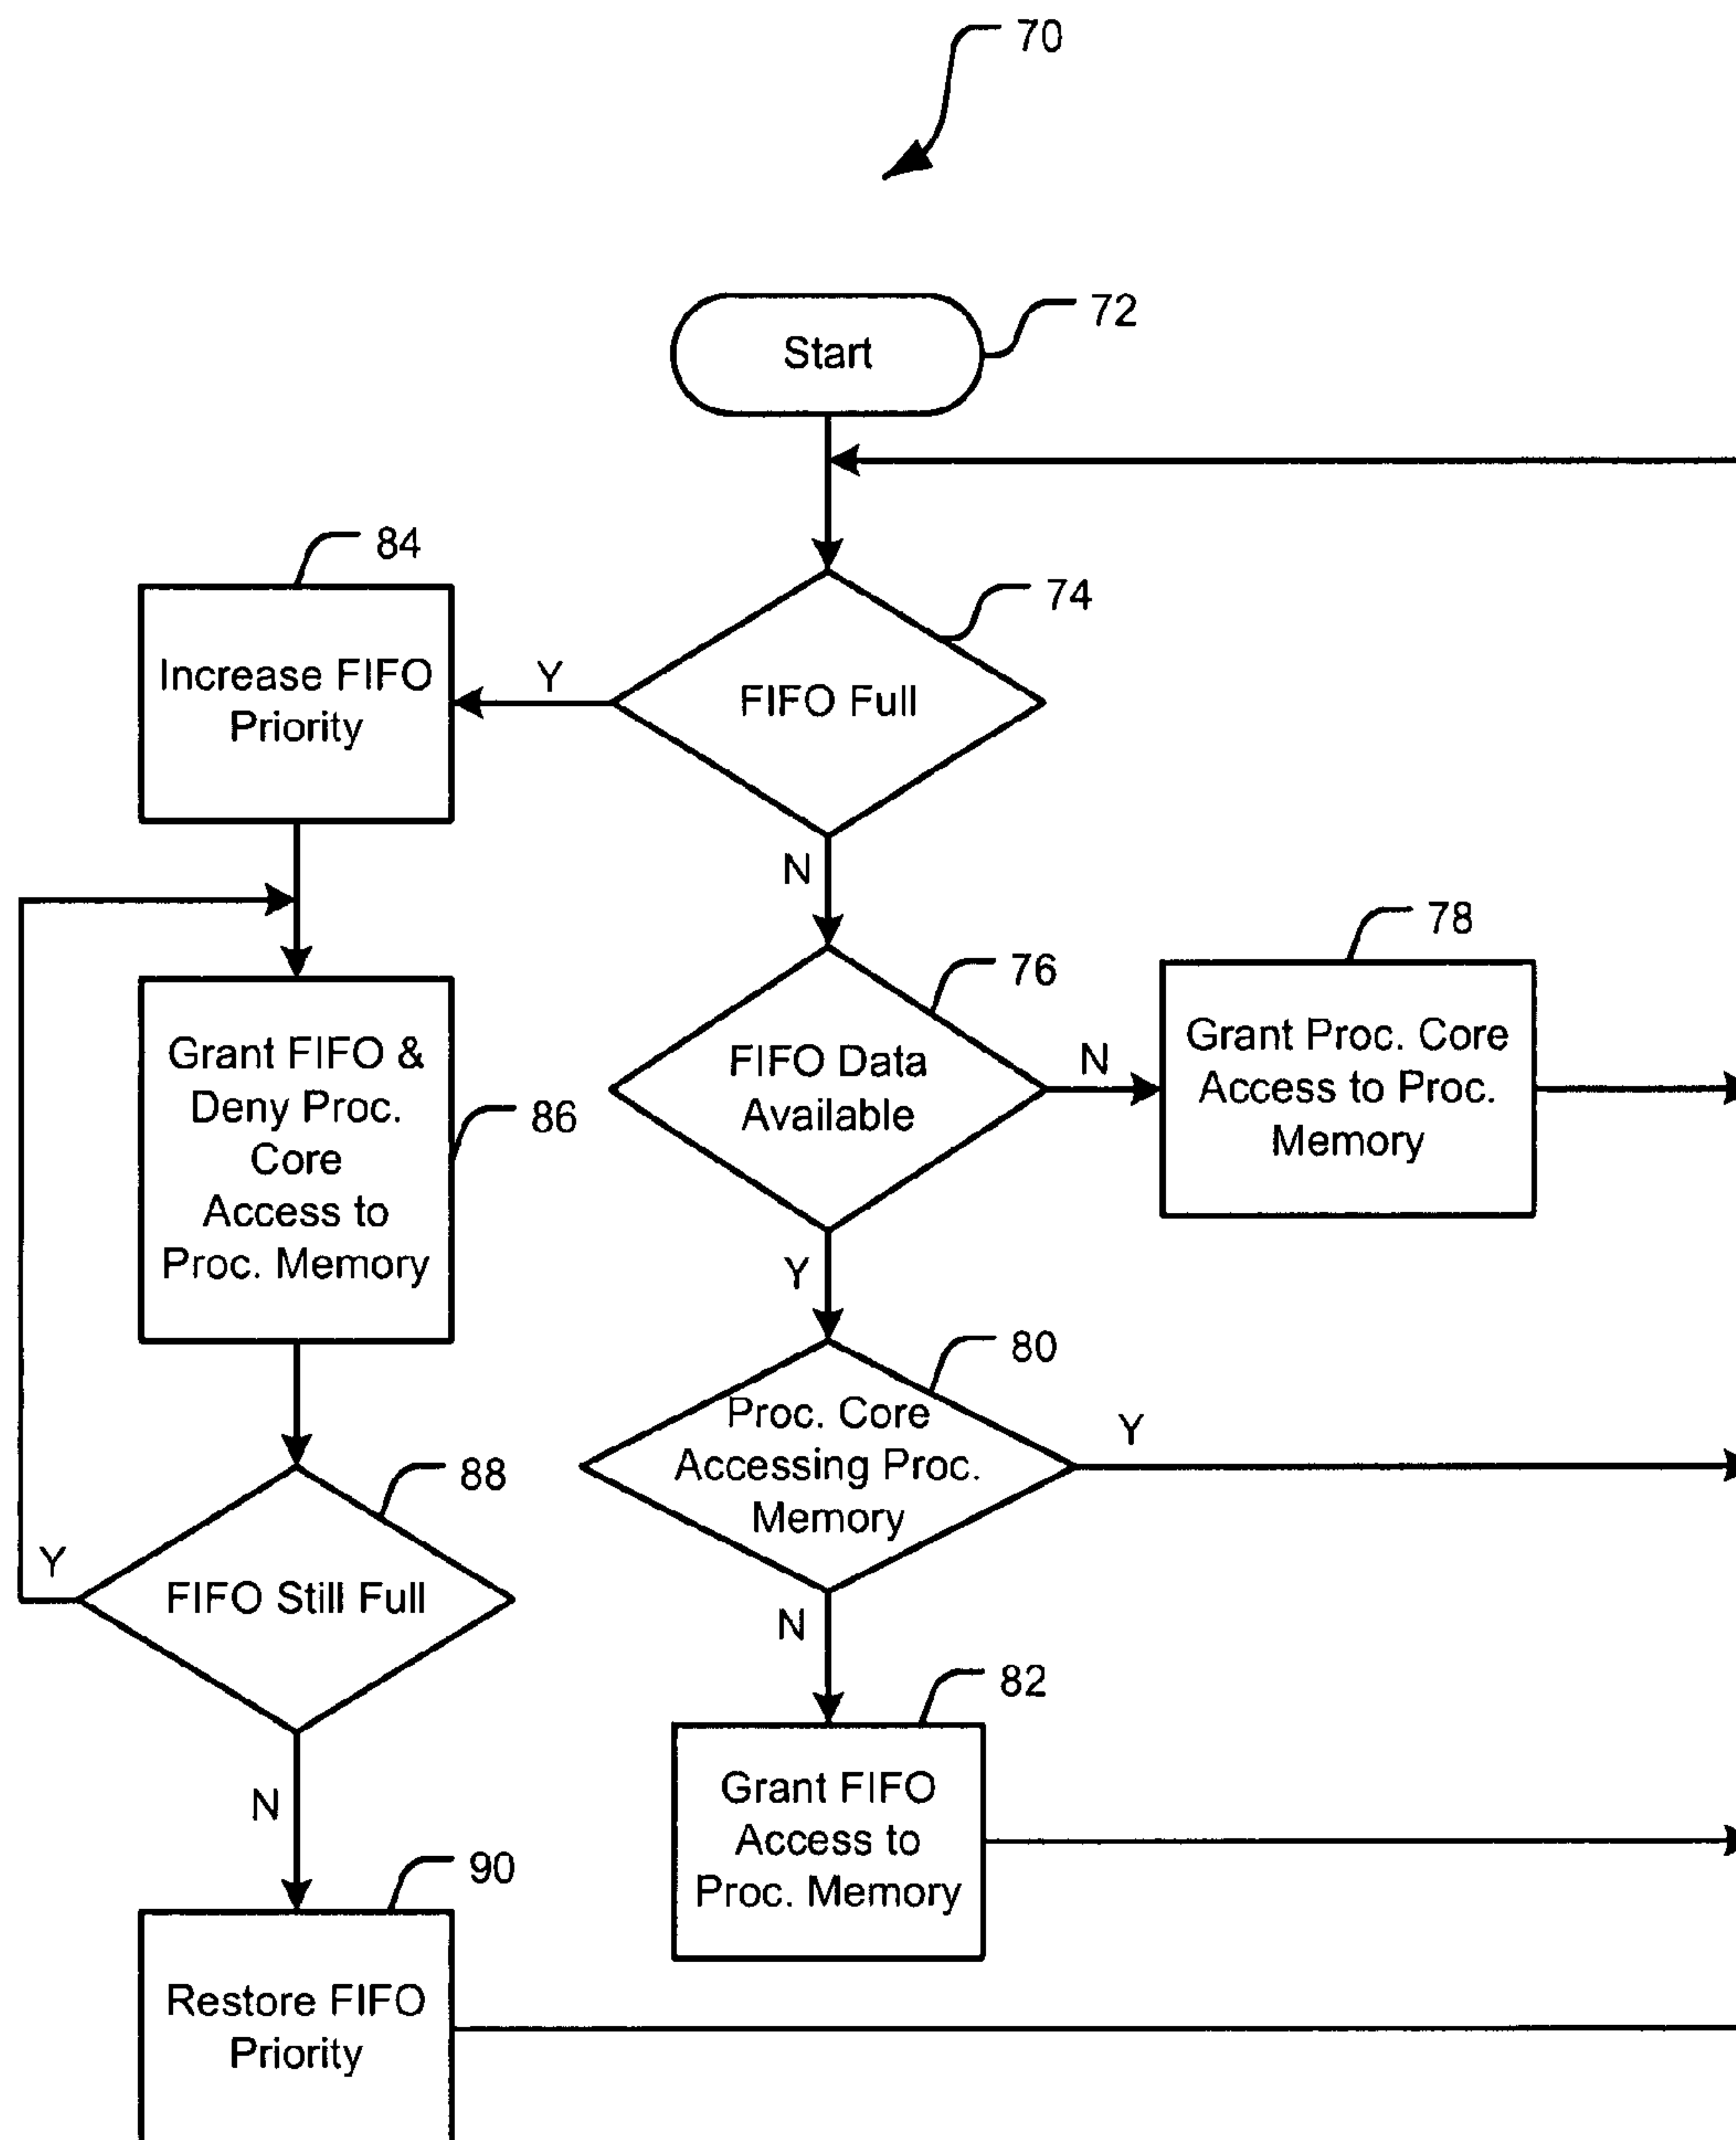 70
Start
72
84
Increase FIFO
Priority
Y
FIFO Full
74
N
Grant FIFO &
Deny Proc.
Core
Access to
Proc. Memory
86
FIFO Data
Available
76
N
78
Grant Proc. Core
Access to Proc.
Memory
Y
Proc. Core
Accessing Proc.
Memory
80
Y
88
FIFO Still Full
Y
N
N
82
Grant FIFO
Access to
Proc. Memory
90
Restore FIFO
Priority